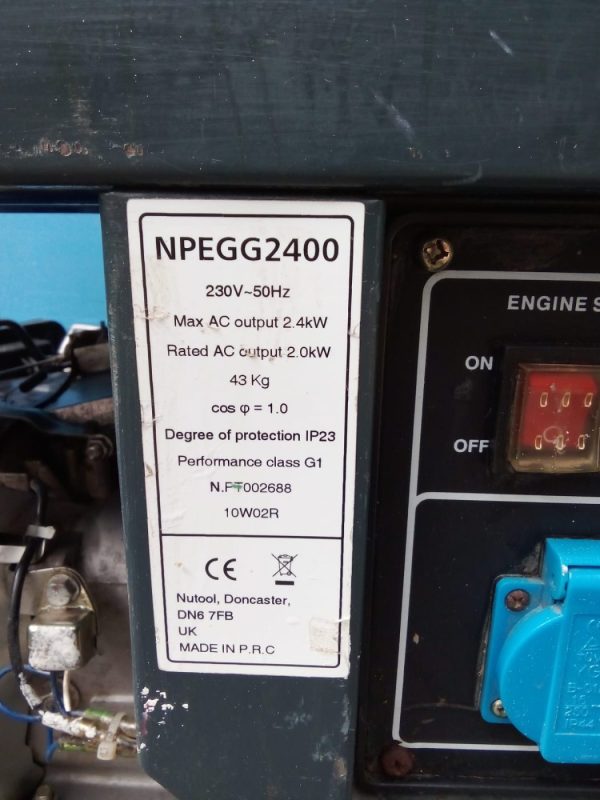 NPEGG2400
230V~50Hz
Max AC output 2.4kW
Rated AC output 2.0kW
43 Kg
cos φ = 1.0
Degree of protection IP23
Performance class G1
002688
10W02R
CE
Nutool, Doncaster,
DN6 7FB
UK
MADE IN P.R.C
ENGINE S
ON
OFF